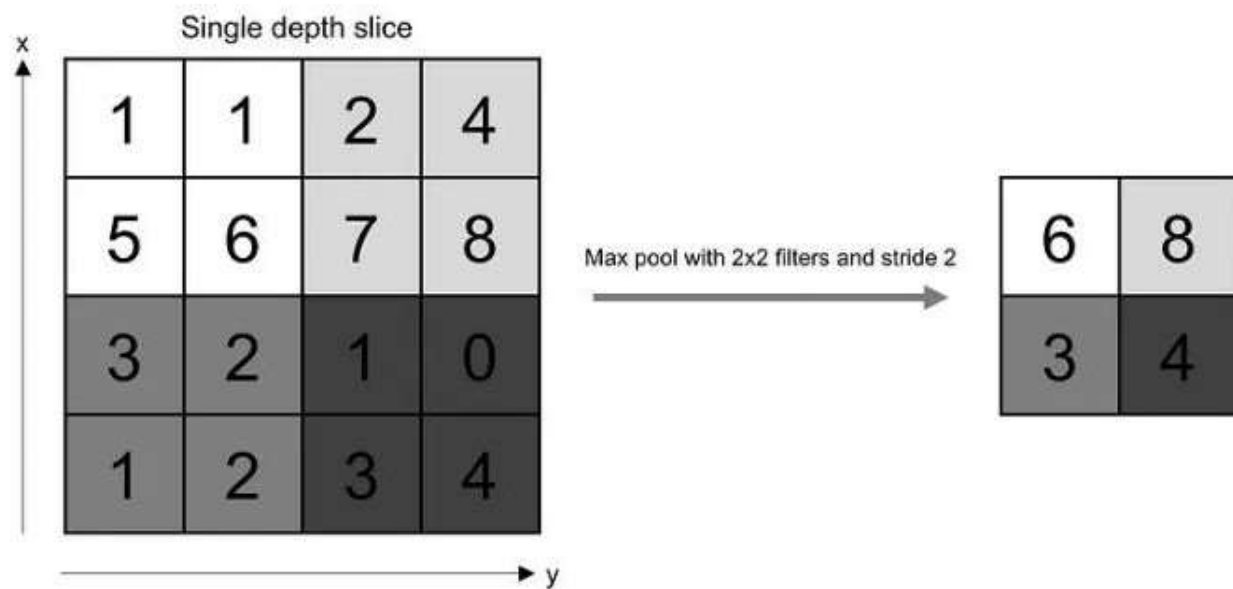 Single depth slice
x
1 1 2 4
5 6 7 8
3 2 1 0
1 2 3 4
y
Max pool with 2x2 filters and stride 2
6 8
3 4